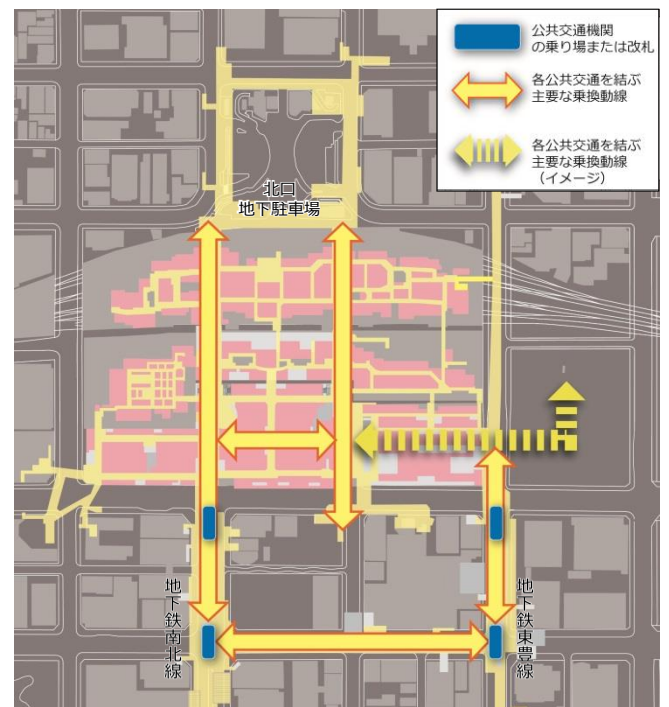 公共交通機関
の乗り場または改札
各公共交通を結ぶ
主要な乗換動線
各公共交通を結ぶ
主要な乗換動線
(イメージ)
北口
地下駐車場
地下鉄南北線
地下鉄東豊線